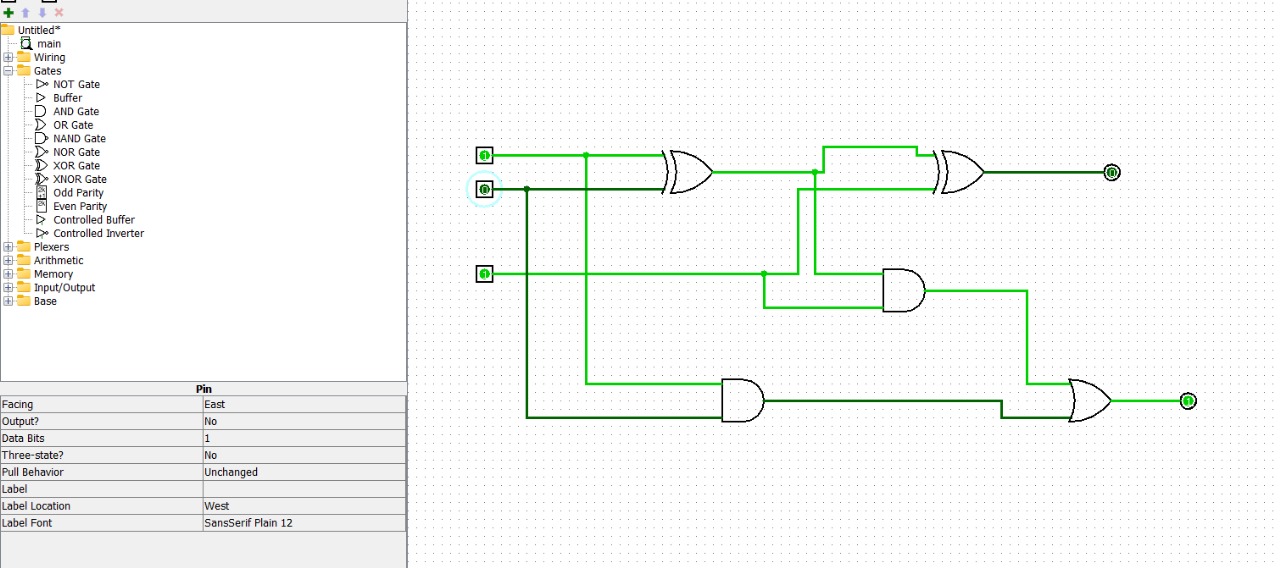 Untitled*
main
Wiring
Gates
NOT Gate
Buffer
AND Gate
OR Gate
NAND Gate
NOR Gate
XOR Gate
XNOR Gate
Odd Parity
Even Parity
Controlled Buffer
Controlled Inverter
Plexers
Arithmetic
Memory
Input/Output
Base
Pin
Facing East
Output? No
Data Bits 1
Three-state? No
Pull Behavior Unchanged
Label
Label Location West
Label Font SansSerif Plain 12
1
0
1
0
1